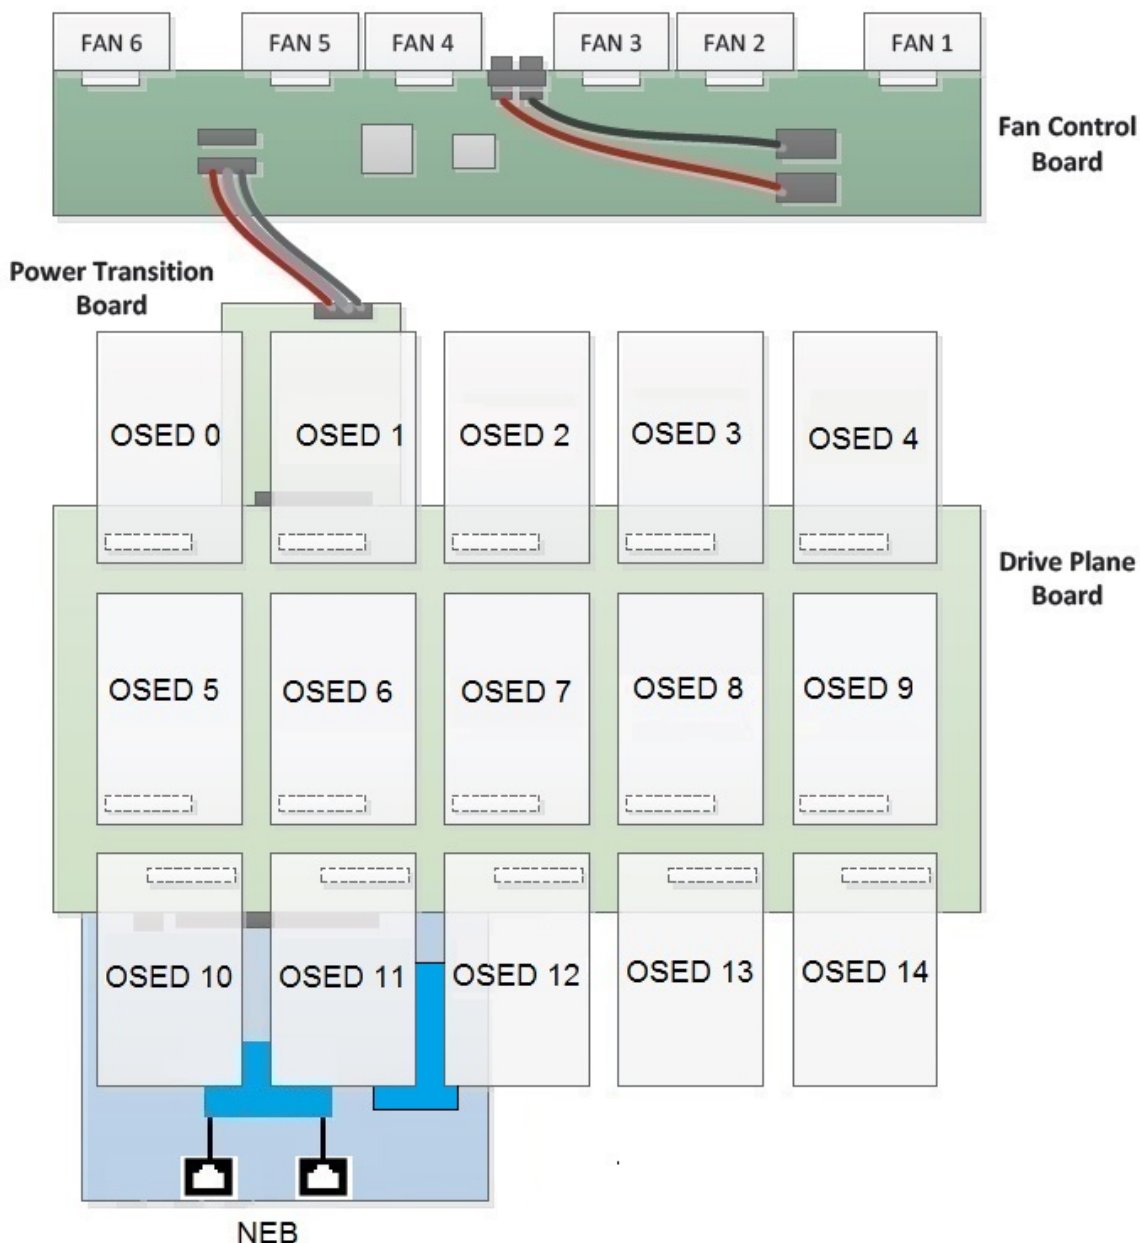 FAN 6
FAN 5
FAN 4
FAN 3
FAN 2
FAN 1
Fan Control
Board
Power Transition
Board
OSED 0
OSED 1
OSED 2
OSED 3
OSED 4
Drive Plane
Board
OSED 5
OSED 6
OSED 7
OSED 8
OSED 9
OSED 10
OSED 11
OSED 12
OSED 13
OSED 14
NEB